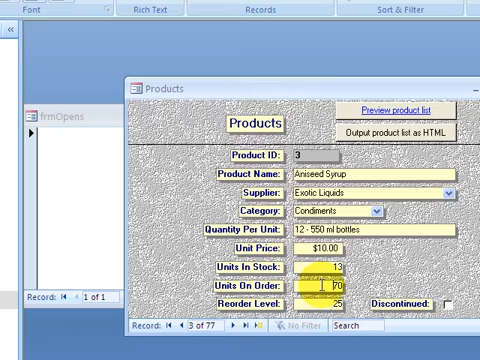 Font
Rich Text
Records
Sort & Filter
«
Products
frmOpens
Preview product list
Products
Output product list as HTML
Product ID: 3
Product Name: Aniseed Syrup
Supplier: Exotic Liquids
Category: Condiments
Quantity Per Unit: 12 - 550 ml bottles
Unit Price: $10.00
Units In Stock: 13
Units On Order: 70
Reorder Level: 25
Discontinued:
Record: 1 of 1
Record: 3 of 77 No Filter Search